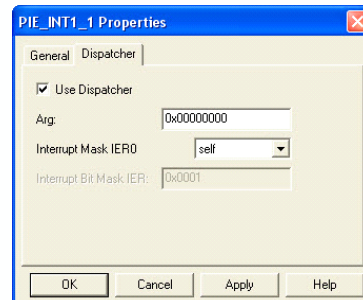 PIE_INT1_1 Properties
General Dispatcher
Use Dispatcher
Arg: 0x00000000
Interrupt Mask IER0 self
Interrupt Bit Mask IER: 0x0001
OK Cancel Apply Help